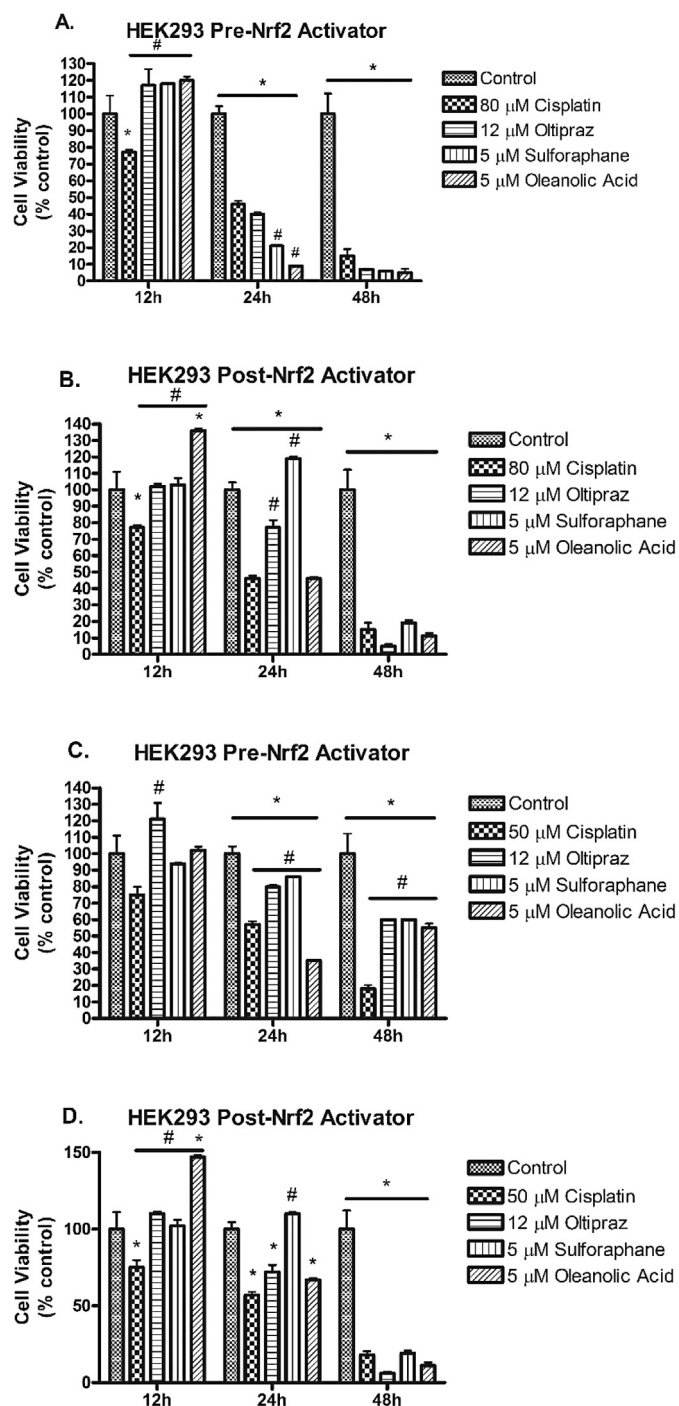 A.
HEK293 Pre-Nrf2 Activator
#
130
120
110
100
90
80
70
60
50
40
30
20
10
0
Cell Viability
(% control)
*
*
*
#
#
12h
24h
48h
Control
80 μM Cisplatin
12 μM Oltipraz
5 μM Sulforaphane
5 μM Oleanolic Acid
B.
HEK293 Post-Nrf2 Activator
#
*
140
130
120
110
100
90
80
70
60
50
40
30
20
10
0
Cell Viability
(% control)
*
*
#
#
*
12h
24h
48h
Control
80 μM Cisplatin
12 μM Oltipraz
5 μM Sulforaphane
5 μM Oleanolic Acid
C.
HEK293 Pre-Nrf2 Activator
140
130
120
110
100
90
80
70
60
50
40
30
20
10
0
Cell Viability
(% control)
#
*
#
*
#
12h
24h
48h
Control
50 μM Cisplatin
12 μM Oltipraz
5 μM Sulforaphane
5 μM Oleanolic Acid
D.
HEK293 Post-Nrf2 Activator
#
*
150
100
50
0
Cell Viability
(% control)
*
*
*
#
*
*
12h
24h
48h
Control
50 μM Cisplatin
12 μM Oltipraz
5 μM Sulforaphane
5 μM Oleanolic Acid